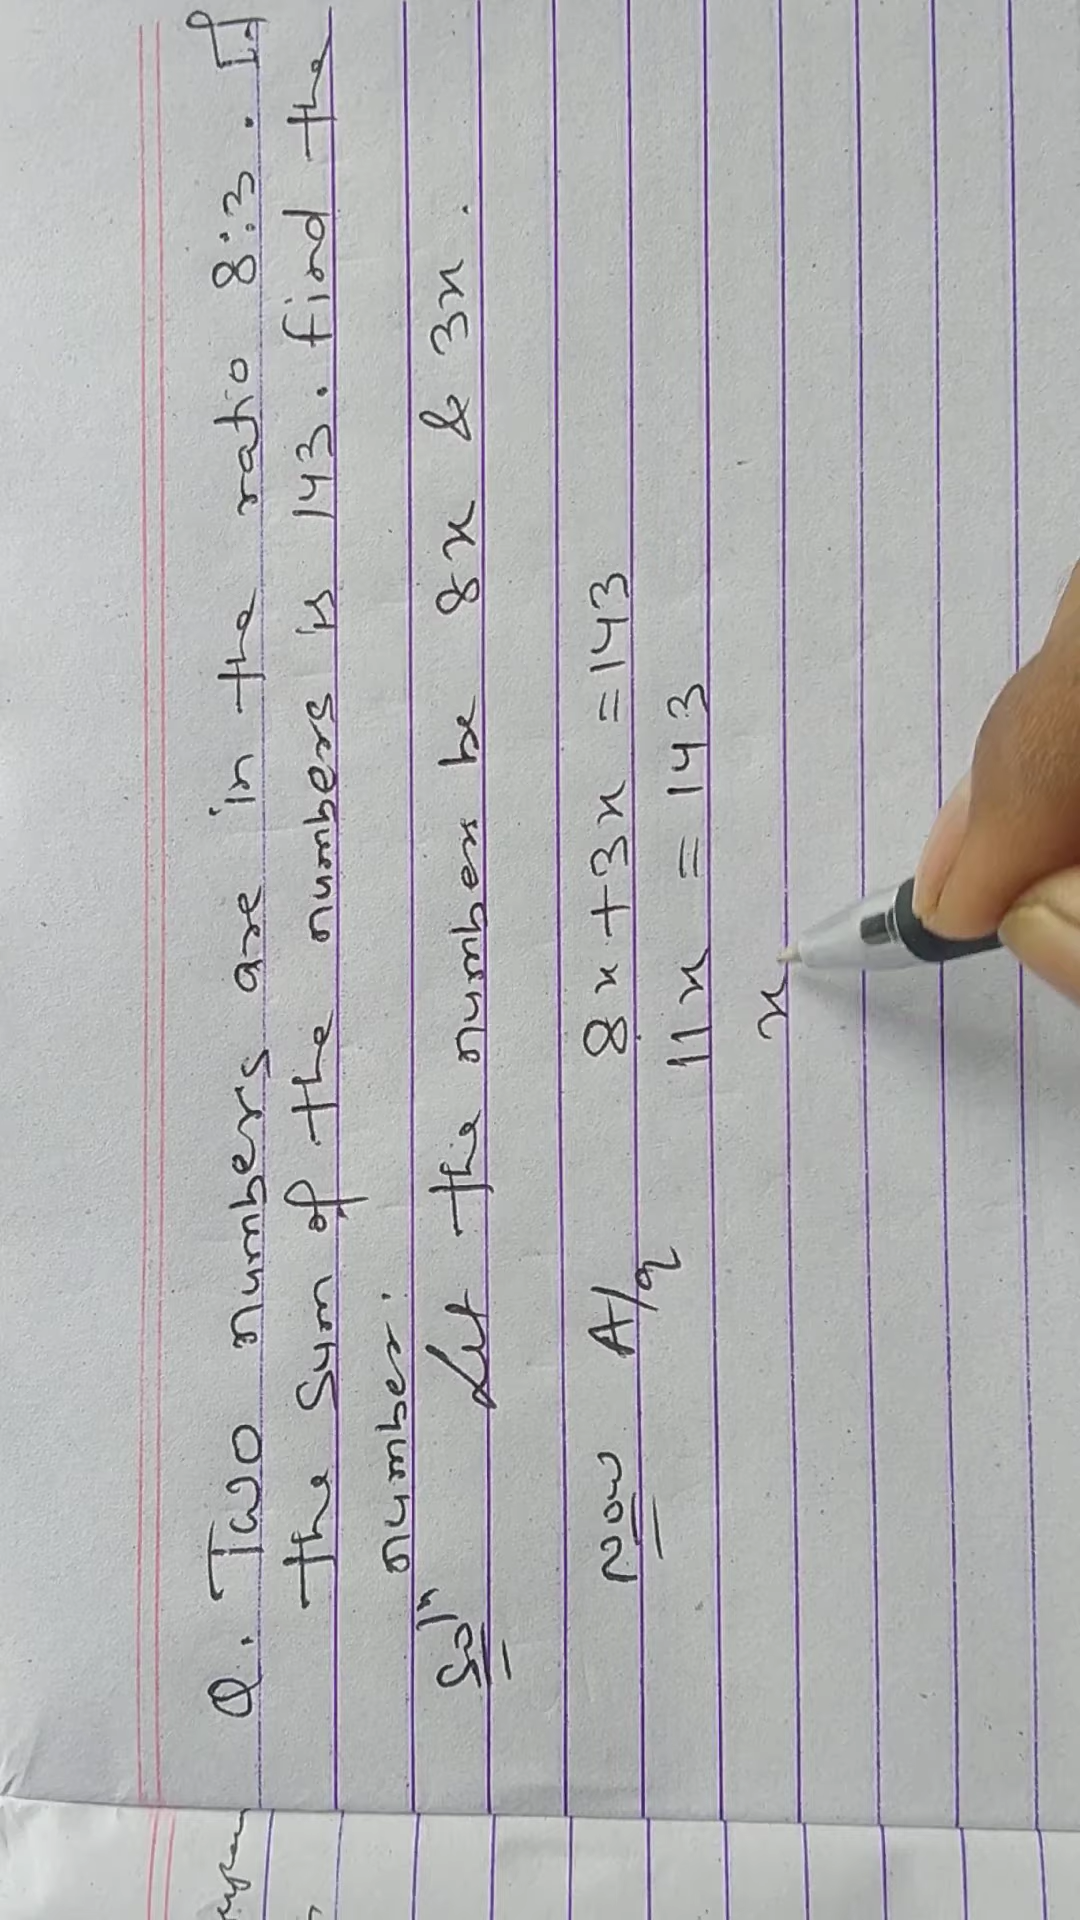 Q. Two numbers are in the ratio 8:3. If
the sum of the numbers is 143. find the
number.
Sol^n Let the number be 8x & 3x.
Now A/q 8x+3x=143
11x = 143
x